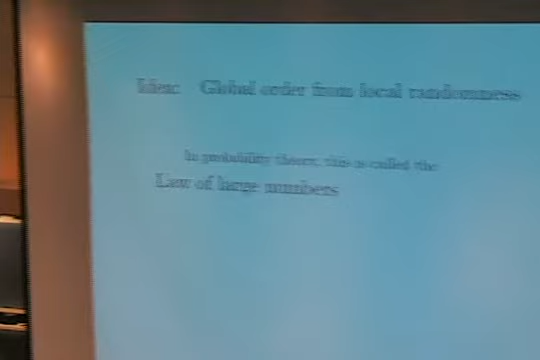 Idea: Global order from local randomness
In probability theory, this is called the
Law of large numbers